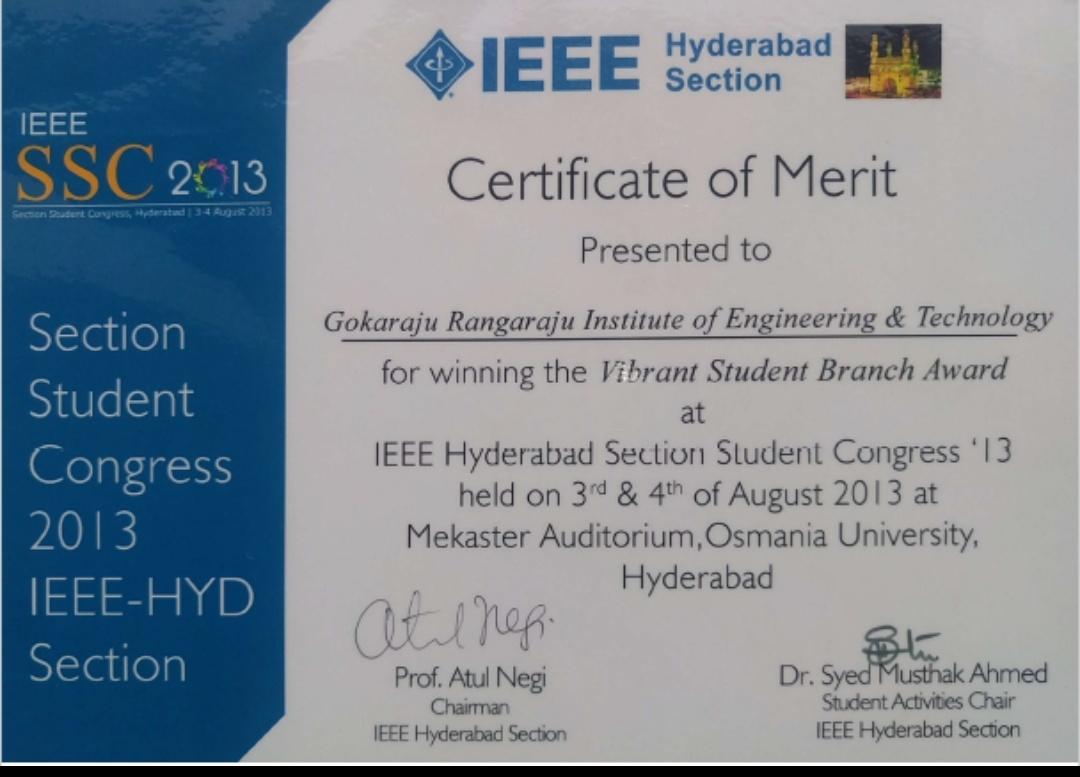 IEEE Hyderabad
Section
IEEE
SSC 2013
Section Student Congress, Hyderabad | 3-4 August 2013
Section
Student
Congress
2013
IEEE-HYD
Section
Certificate of Merit
Presented to
Gokaraju Rangaraju Institute of Engineering & Technology
for winning the Vibrant Student Branch Award
at
IEEE Hyderabad Section Student Congress ‘13
held on 3rd & 4th of August 2013 at
Mekaster Auditorium,Osmania University,
Hyderabad
Atul Negi
Prof. Atul Negi
Chairman
IEEE Hyderabad Section
Dr. Syed Musthak Ahmed
Student Activities Chair
IEEE Hyderabad Section